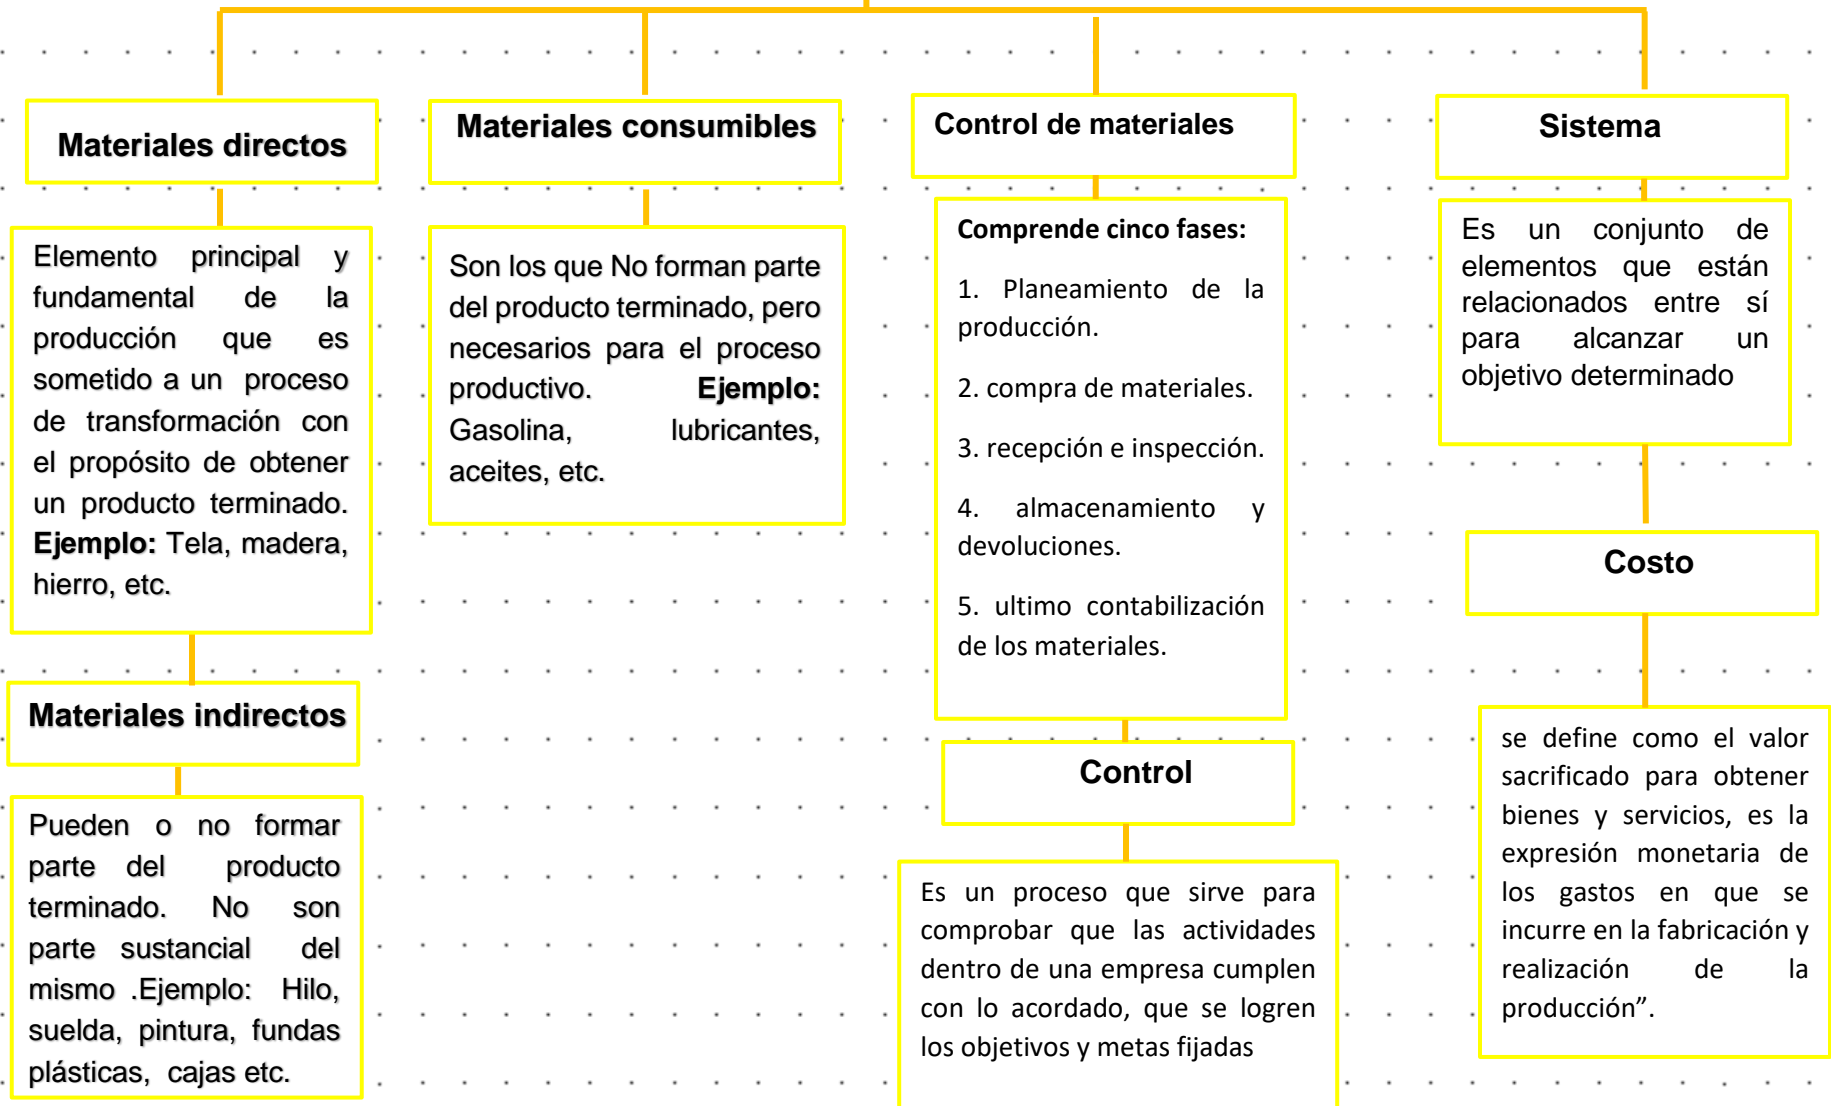 Materiales directos
Elemento principal y
fundamental de la
producción que es
sometido a un proceso
de transformación con
el propósito de obtener
un producto terminado.
Ejemplo: Tela, madera,
hierro, etc.
Materiales indirectos
Pueden o no formar
parte del producto
terminado. No son
parte sustancial del
mismo .Ejemplo: Hilo,
suelda, pintura, fundas
plásticas, cajas etc.
Materiales consumibles
Son los que No forman parte
del producto terminado, pero
necesarios para el proceso
productivo. Ejemplo:
Gasolina, lubricantes,
aceites, etc.
Control de materiales
Comprende cinco fases:
1. Planeamiento de la
producción.
2. compra de materiales.
3. recepción e inspección.
4. almacenamiento y
devoluciones.
5. ultimo contabilización
de los materiales.
Control
Es un proceso que sirve para
comprobar que las actividades
dentro de una empresa cumplen
con lo acordado, que se logren
los objetivos y metas fijadas
Sistema
Es un conjunto de
elementos que están
relacionados entre sí
para alcanzar un
objetivo determinado
Costo
se define como el valor
sacrificado para obtener
bienes y servicios, es la
expresión monetaria de
los gastos en que se
incurre en la fabricación y
realización de la
producción”.